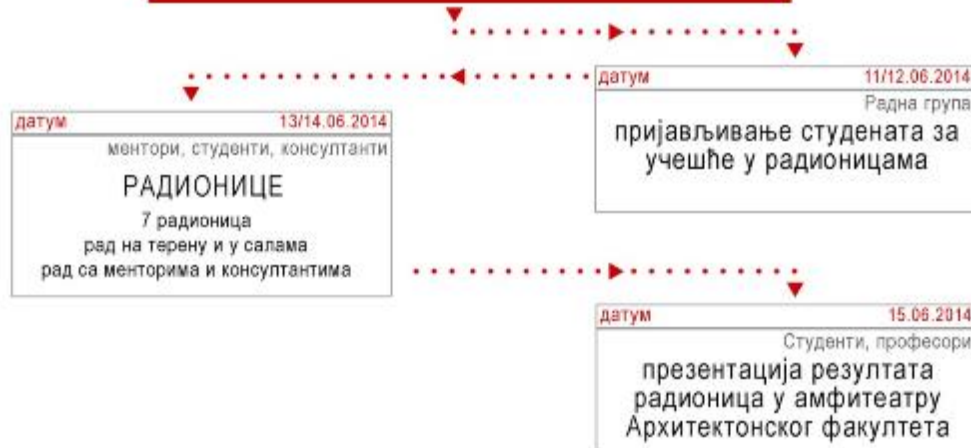 датум 11/12.06.2014
Радна група
пријављивање студената за
учешће у радионицама
датум 13/14.06.2014
ментори, студенти, консултанти
РАДИОНИЦЕ
7 радионица
рад на терену и у салама
рад са менторима и консултантима
датум 15.06.2014
Студенти, професори
презентација резултата
радионица у амфитеатру
Архитектонског факултета